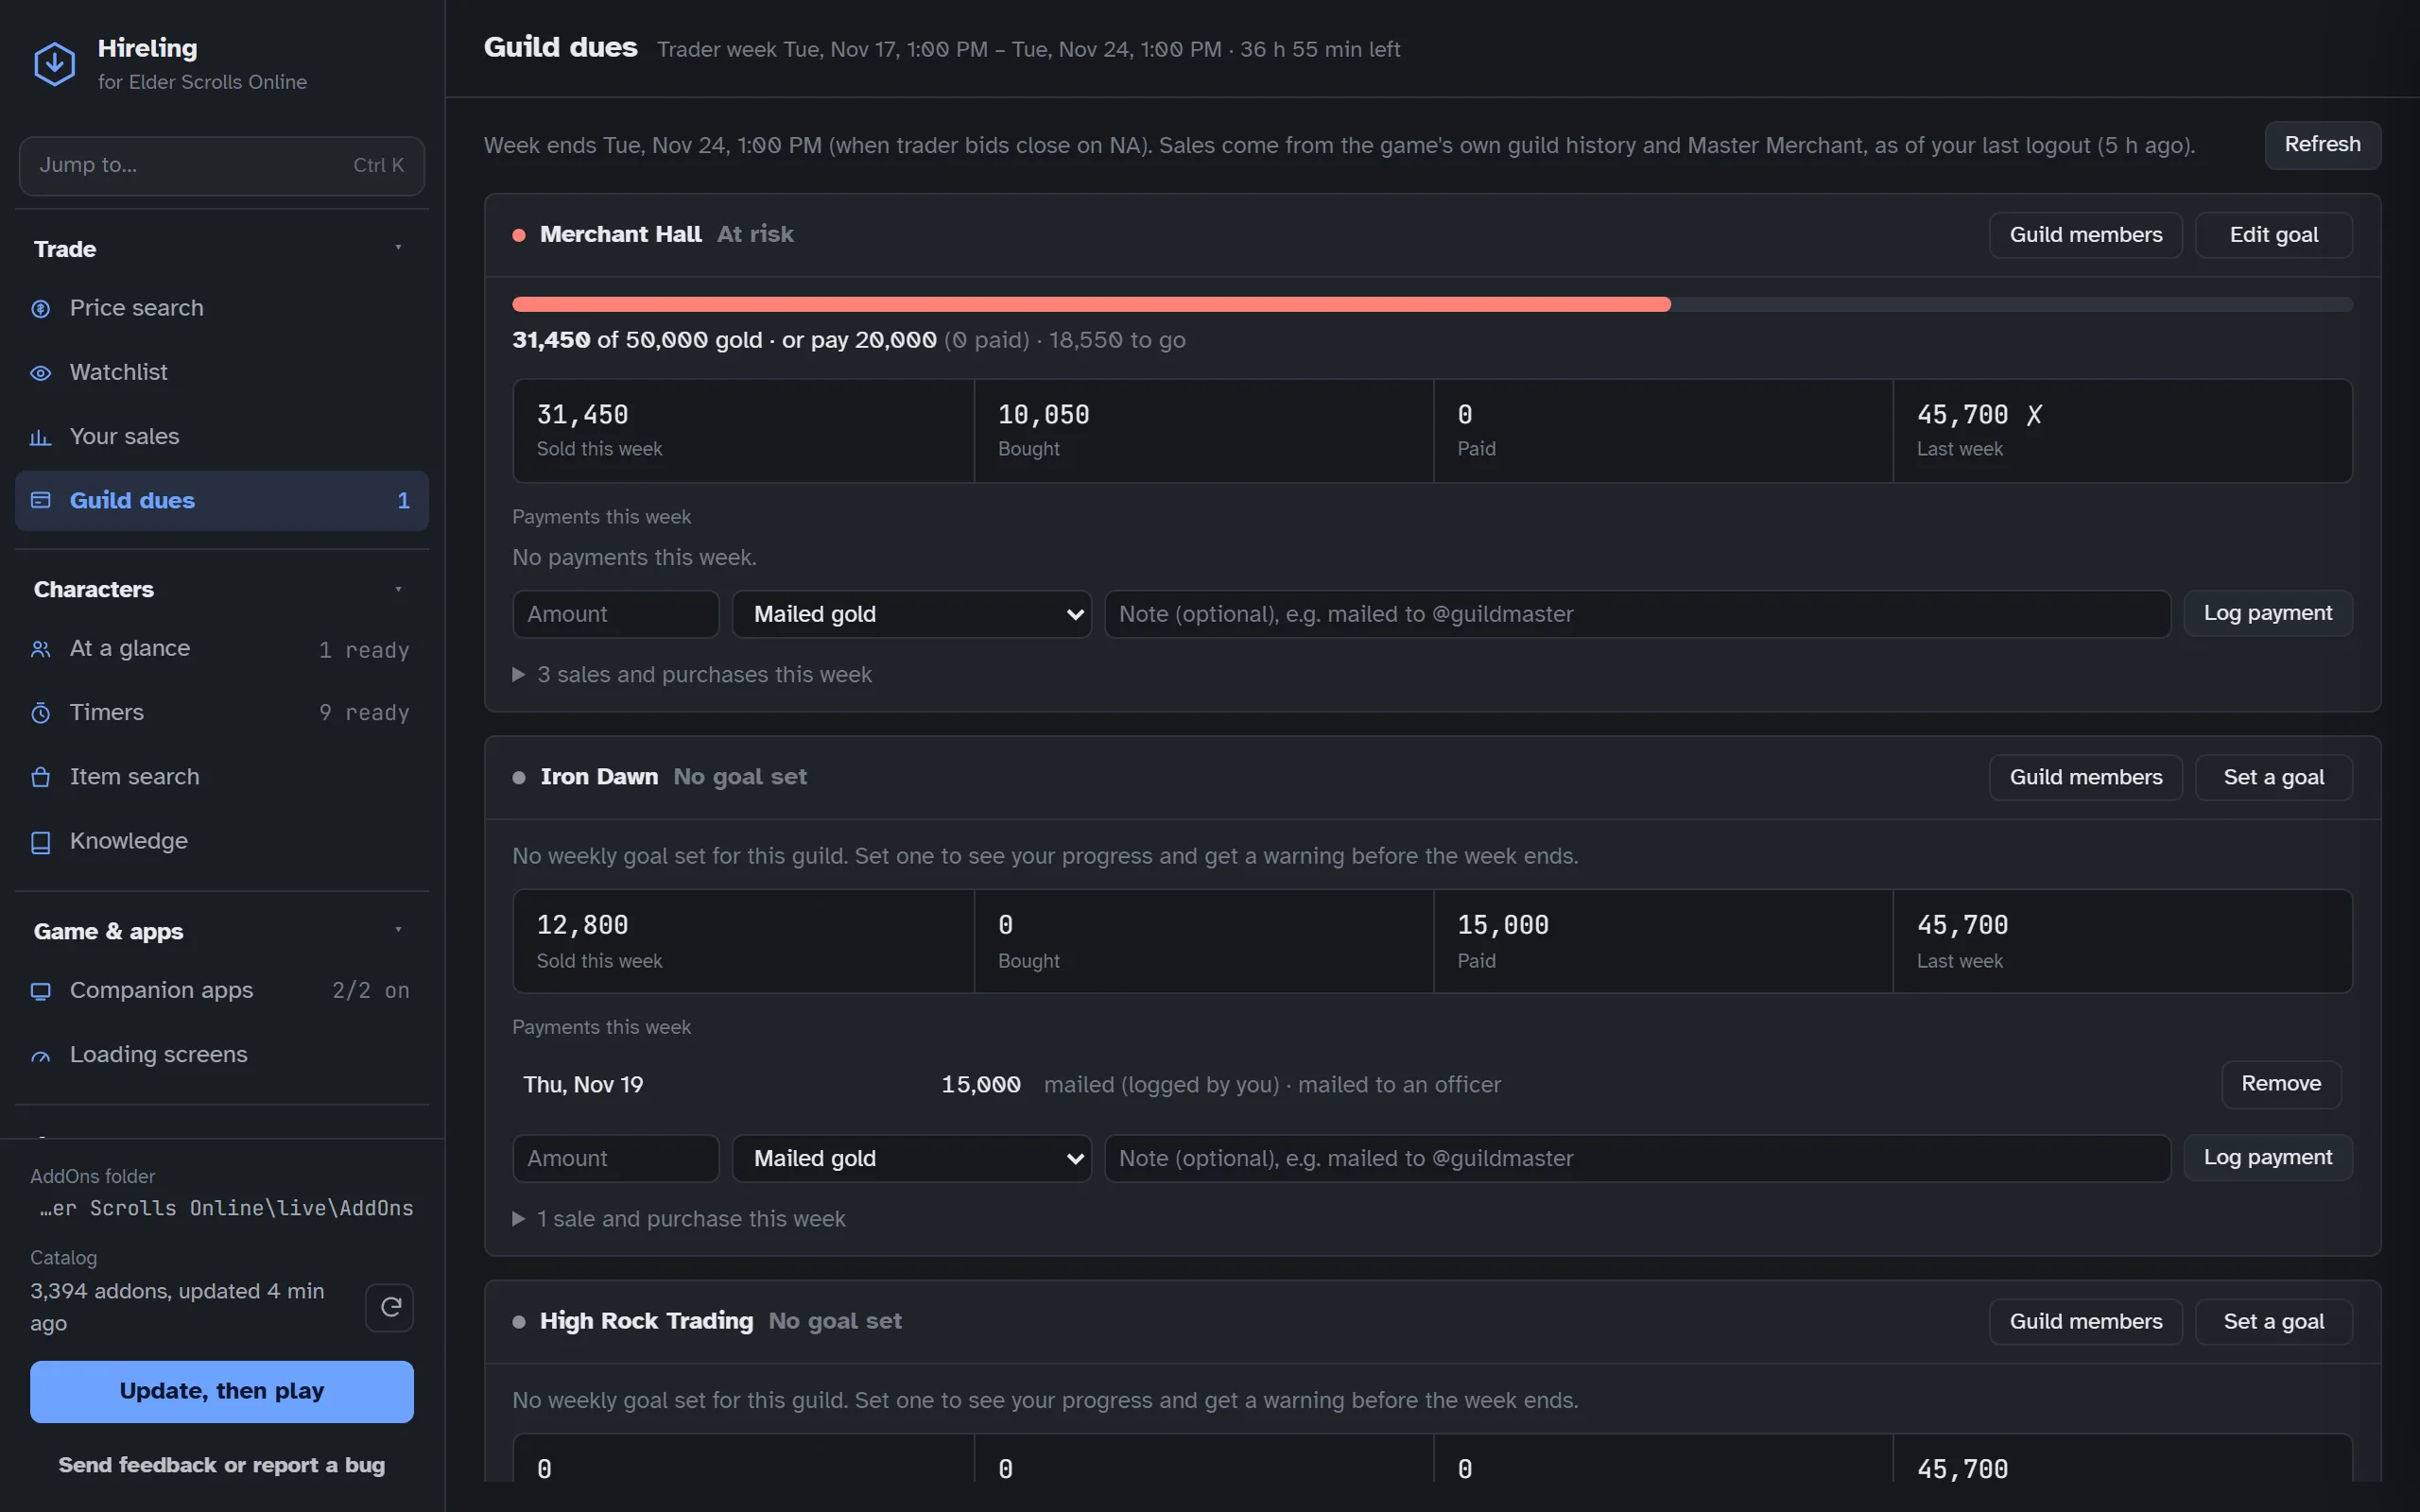 Hireling
for Elder Scrolls Online
Jump to...
Ctrl K
Trade
Price search
Watchlist
Your sales
Guild dues 1
Characters
At a glance 1 ready
Timers 9 ready
Item search
Knowledge
Game & apps
Companion apps 2/2 on
Loading screens
AddOns folder
…er Scrolls Online\live\AddOns
Catalog
3,394 addons, updated 4 min
ago
Update, then play
Send feedback or report a bug
Guild dues Trader week Tue, Nov 17, 1:00 PM – Tue, Nov 24, 1:00 PM · 36 h 55 min left
Week ends Tue, Nov 24, 1:00 PM (when trader bids close on NA). Sales come from the game's own guild history and Master Merchant, as of your last logout (5 h ago).
Refresh
Merchant Hall At risk
Guild members
Edit goal
31,450 of 50,000 gold · or pay 20,000 (0 paid) · 18,550 to go
31,450 10,050 0 45,700 ✗
Sold this week Bought Paid Last week
Payments this week
No payments this week.
Amount Mailed gold Note (optional), e.g. mailed to @guildmaster Log payment
3 sales and purchases this week
Iron Dawn No goal set
Guild members
Set a goal
No weekly goal set for this guild. Set one to see your progress and get a warning before the week ends.
12,800 0 15,000 45,700
Sold this week Bought Paid Last week
Payments this week
Thu, Nov 19 15,000 mailed (logged by you) · mailed to an officer Remove
Amount Mailed gold Note (optional), e.g. mailed to @guildmaster Log payment
1 sale and purchase this week
High Rock Trading No goal set
Guild members
Set a goal
No weekly goal set for this guild. Set one to see your progress and get a warning before the week ends.
0 0 0 45,700